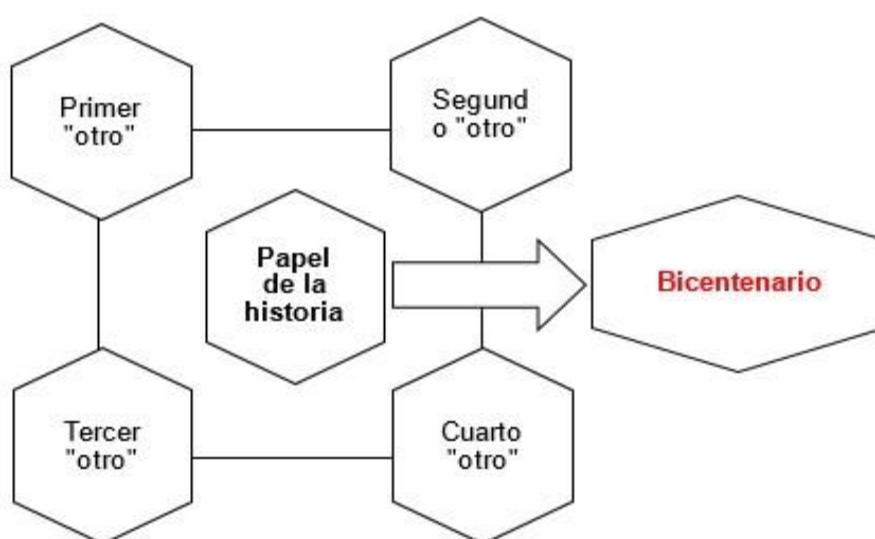 Primer
"otro"
Segund
o "otro"
Papel
de la
historia
Bicentenario
Tercer
"otro"
Cuarto
"otro"